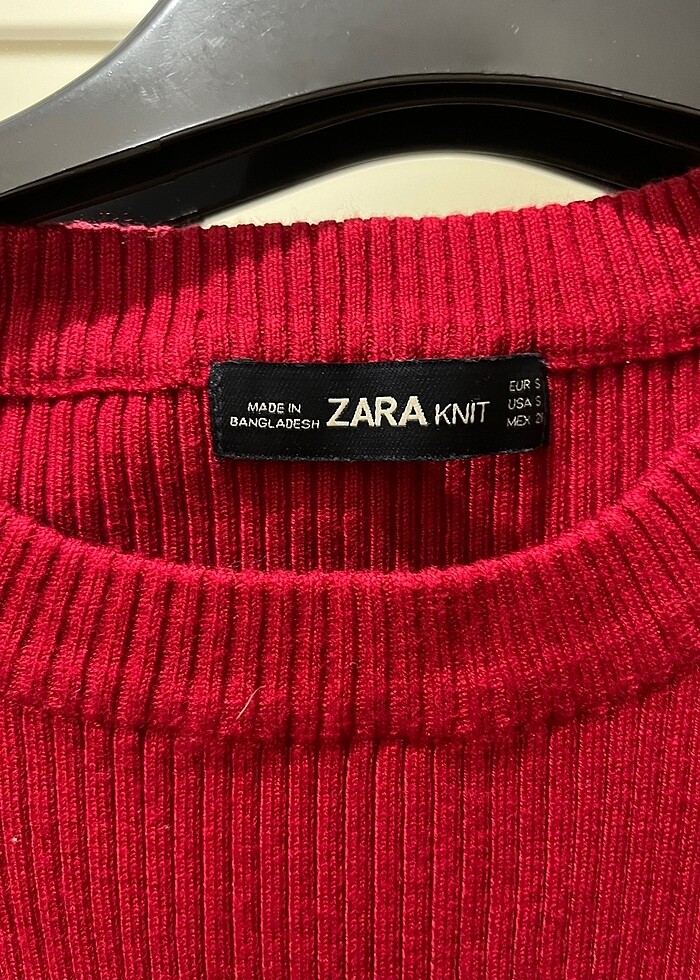 MADE IN
BANGLADESH
ZARA KNIT
EUR S
USA S
MEX